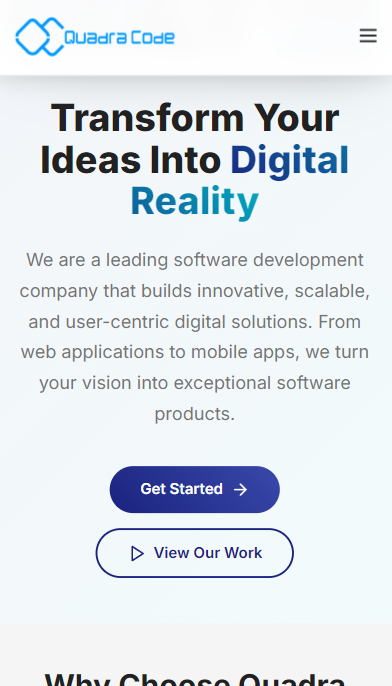 Quadra Code
Transform Your
Ideas Into Digital
Reality
We are a leading software development
company that builds innovative, scalable,
and user-centric digital solutions. From
web applications to mobile apps, we turn
your vision into exceptional software
products.
Get Started
View Our Work
Why Choose Quadra